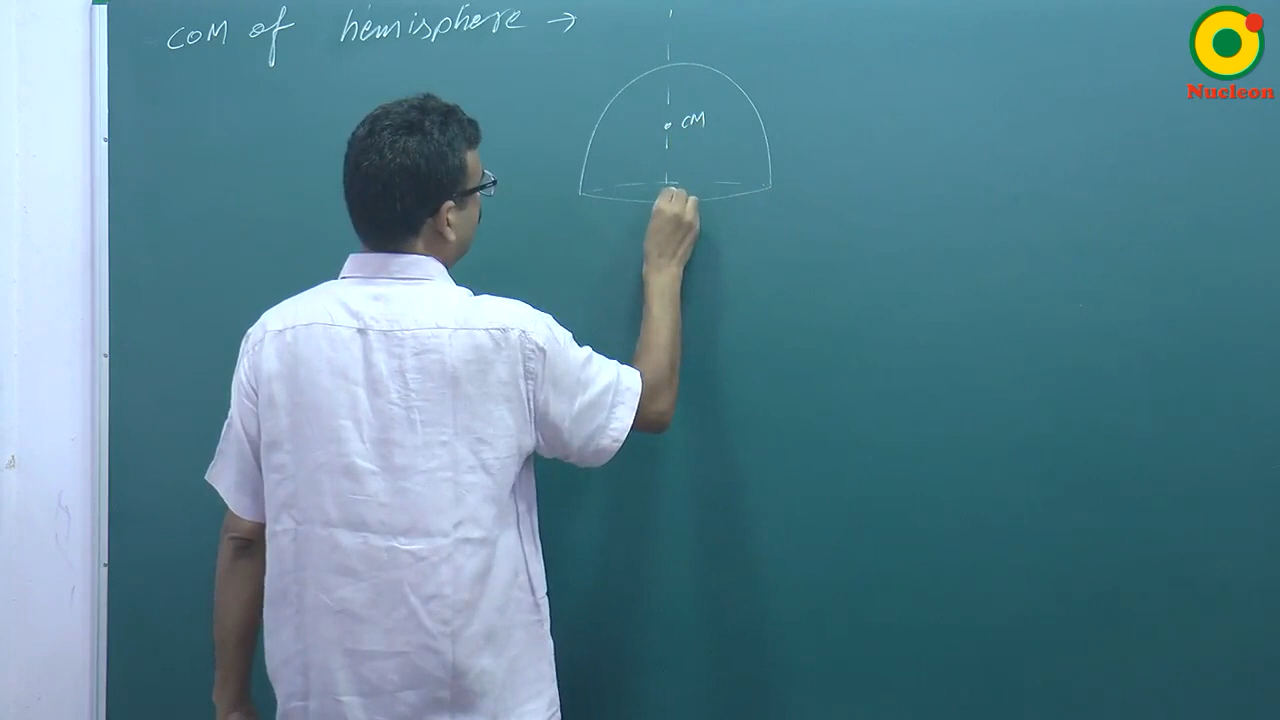 COM of hemisphere →
CM
Nucleon